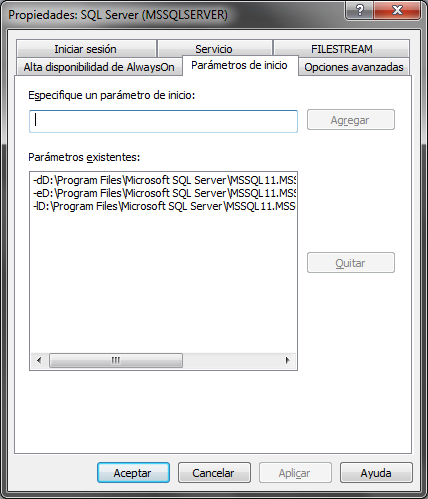 Propiedades: SQL Server (MSSQLSERVER)
Iniciar sesión
Servicio
FILESTREAM
Alta disponibilidad de AlwaysOn
Parámetros de inicio
Opciones avanzadas
Especifique un parámetro de inicio:
Agregar
Parámetros existentes:
-dD:\Program Files\Microsoft SQL Server\MSSQL11.MSS
-eD:\Program Files\Microsoft SQL Server\MSSQL11.MSS
-lD:\Program Files\Microsoft SQL Server\MSSQL11.MSS
Quitar
Aceptar
Cancelar
Aplicar
Ayuda